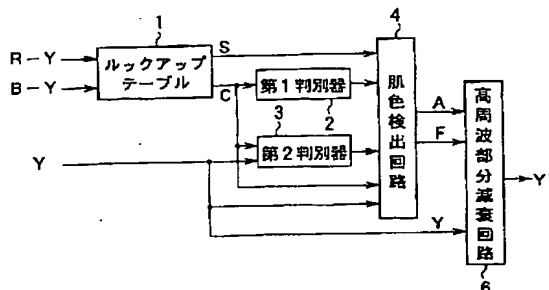 1
R－Y
B－Y
ルックアップ
テーブル
S
C
第1判別器
2
3
第2判別器
Y
4
肌色検出回路
A
F
Y
高周波部分減衰回路
6
Y'